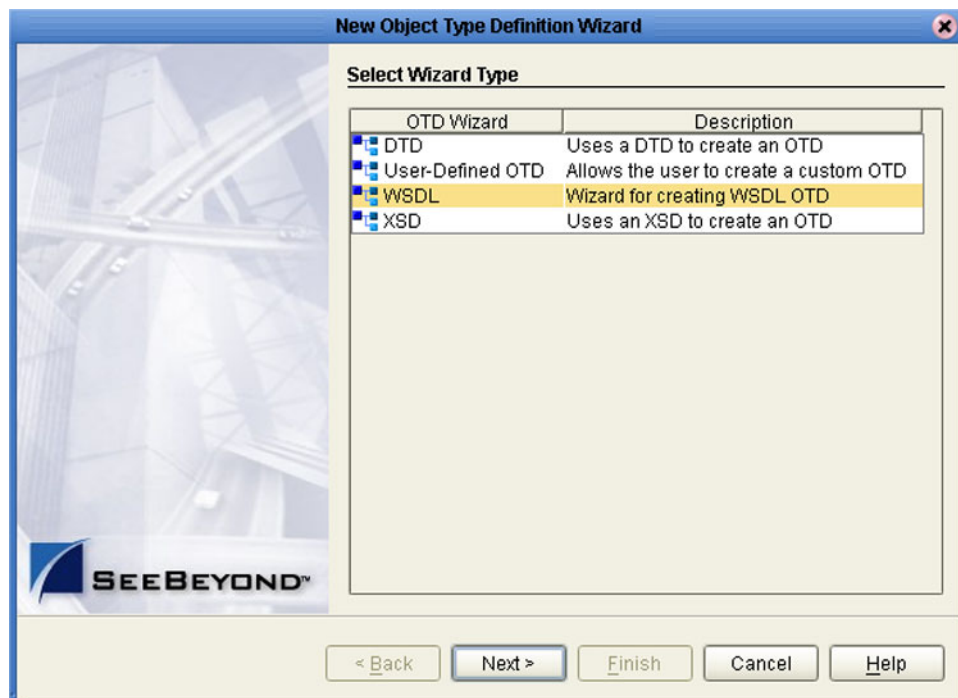 New Object Type Definition Wizard
Select Wizard Type
OTD Wizard Description
DTD Uses a DTD to create an OTD
User-Defined OTD Allows the user to create a custom OTD
WSDL Wizard for creating WSDL OTD
XSD Uses an XSD to create an OTD
SEEBEYOND™
< Back Next > Finish Cancel Help